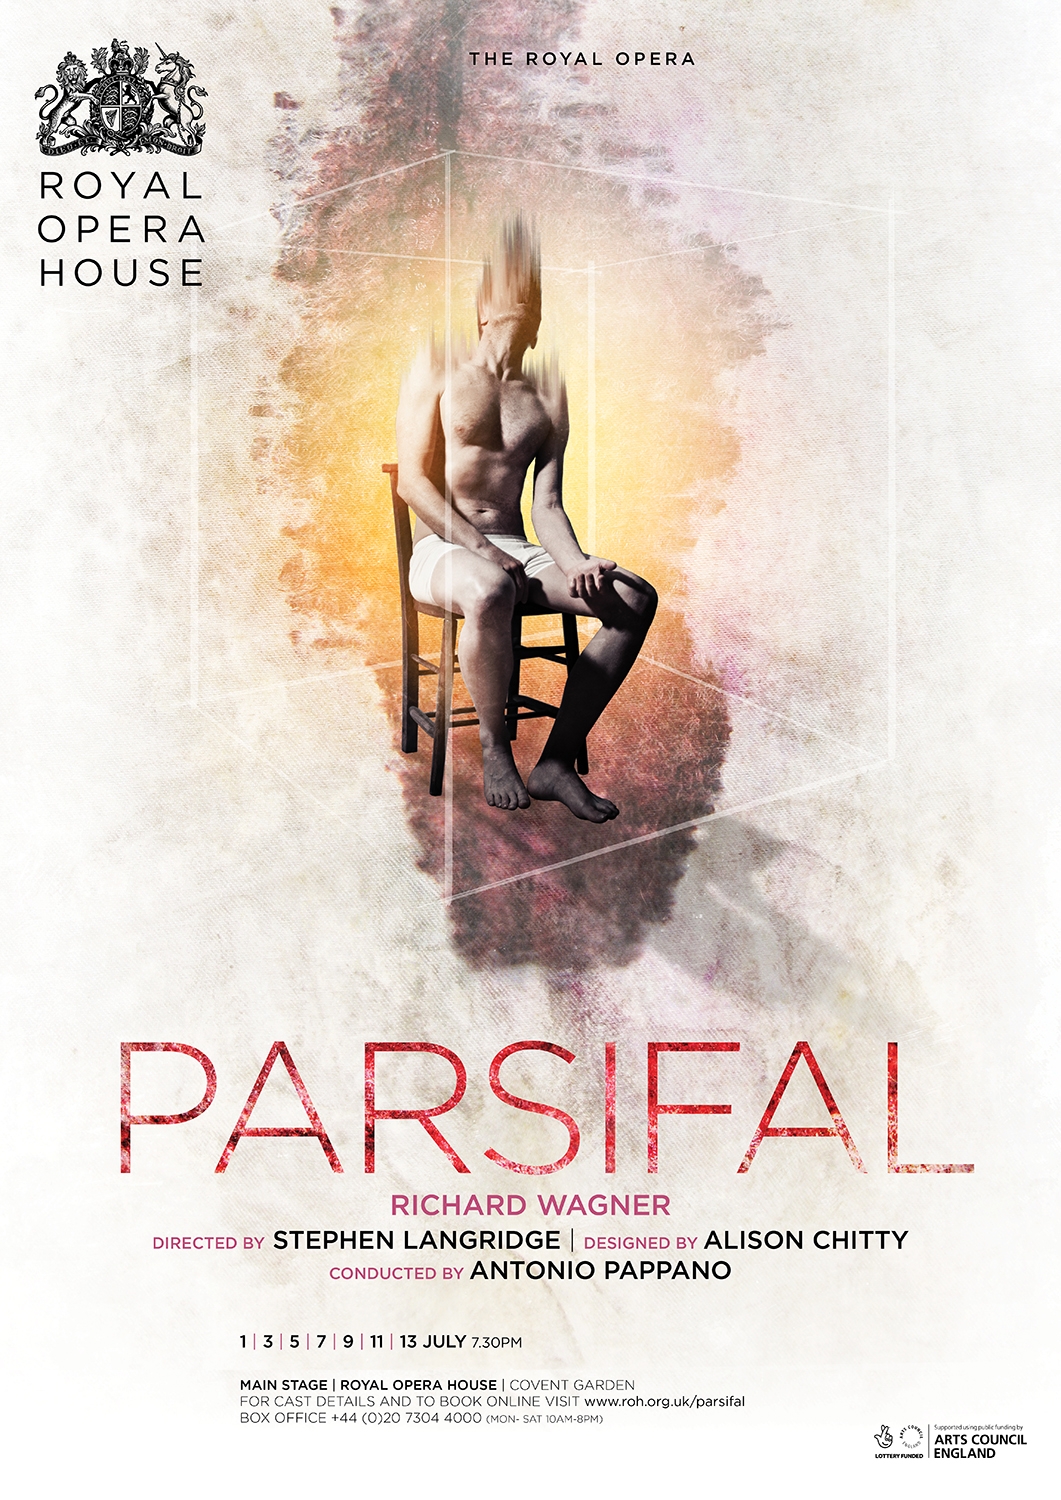 THE ROYAL OPERA
ROYAL
OPERA
HOUSE
PARSIFAL
RICHARD WAGNER
DIRECTED BY STEPHEN LANGRIDGE | DESIGNED BY ALISON CHITTY
CONDUCTED BY ANTONIO PAPPANO
1 | 3 | 5 | 7 | 9 | 11 | 13 JULY 7.30PM
MAIN STAGE | ROYAL OPERA HOUSE | COVENT GARDEN
FOR CAST DETAILS AND TO BOOK ONLINE VISIT www.roh.org.uk/parsifal
BOX OFFICE +44 (0)20 7304 4000 (MON- SAT 10AM-8PM)
Supported using public funding by
ARTS COUNCIL
ENGLAND
LOTTERY FUNDED